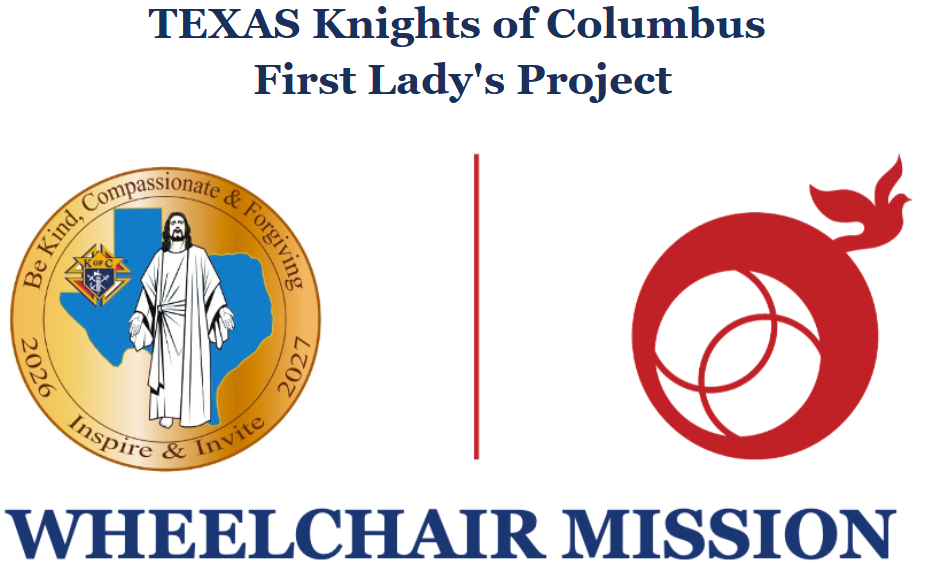 TEXAS Knights of Columbus
First Lady's Project
Be Kind, Compassionate & Forgiving
K OF C
2026
2027
Inspire & Invite
WHEELCHAIR MISSION